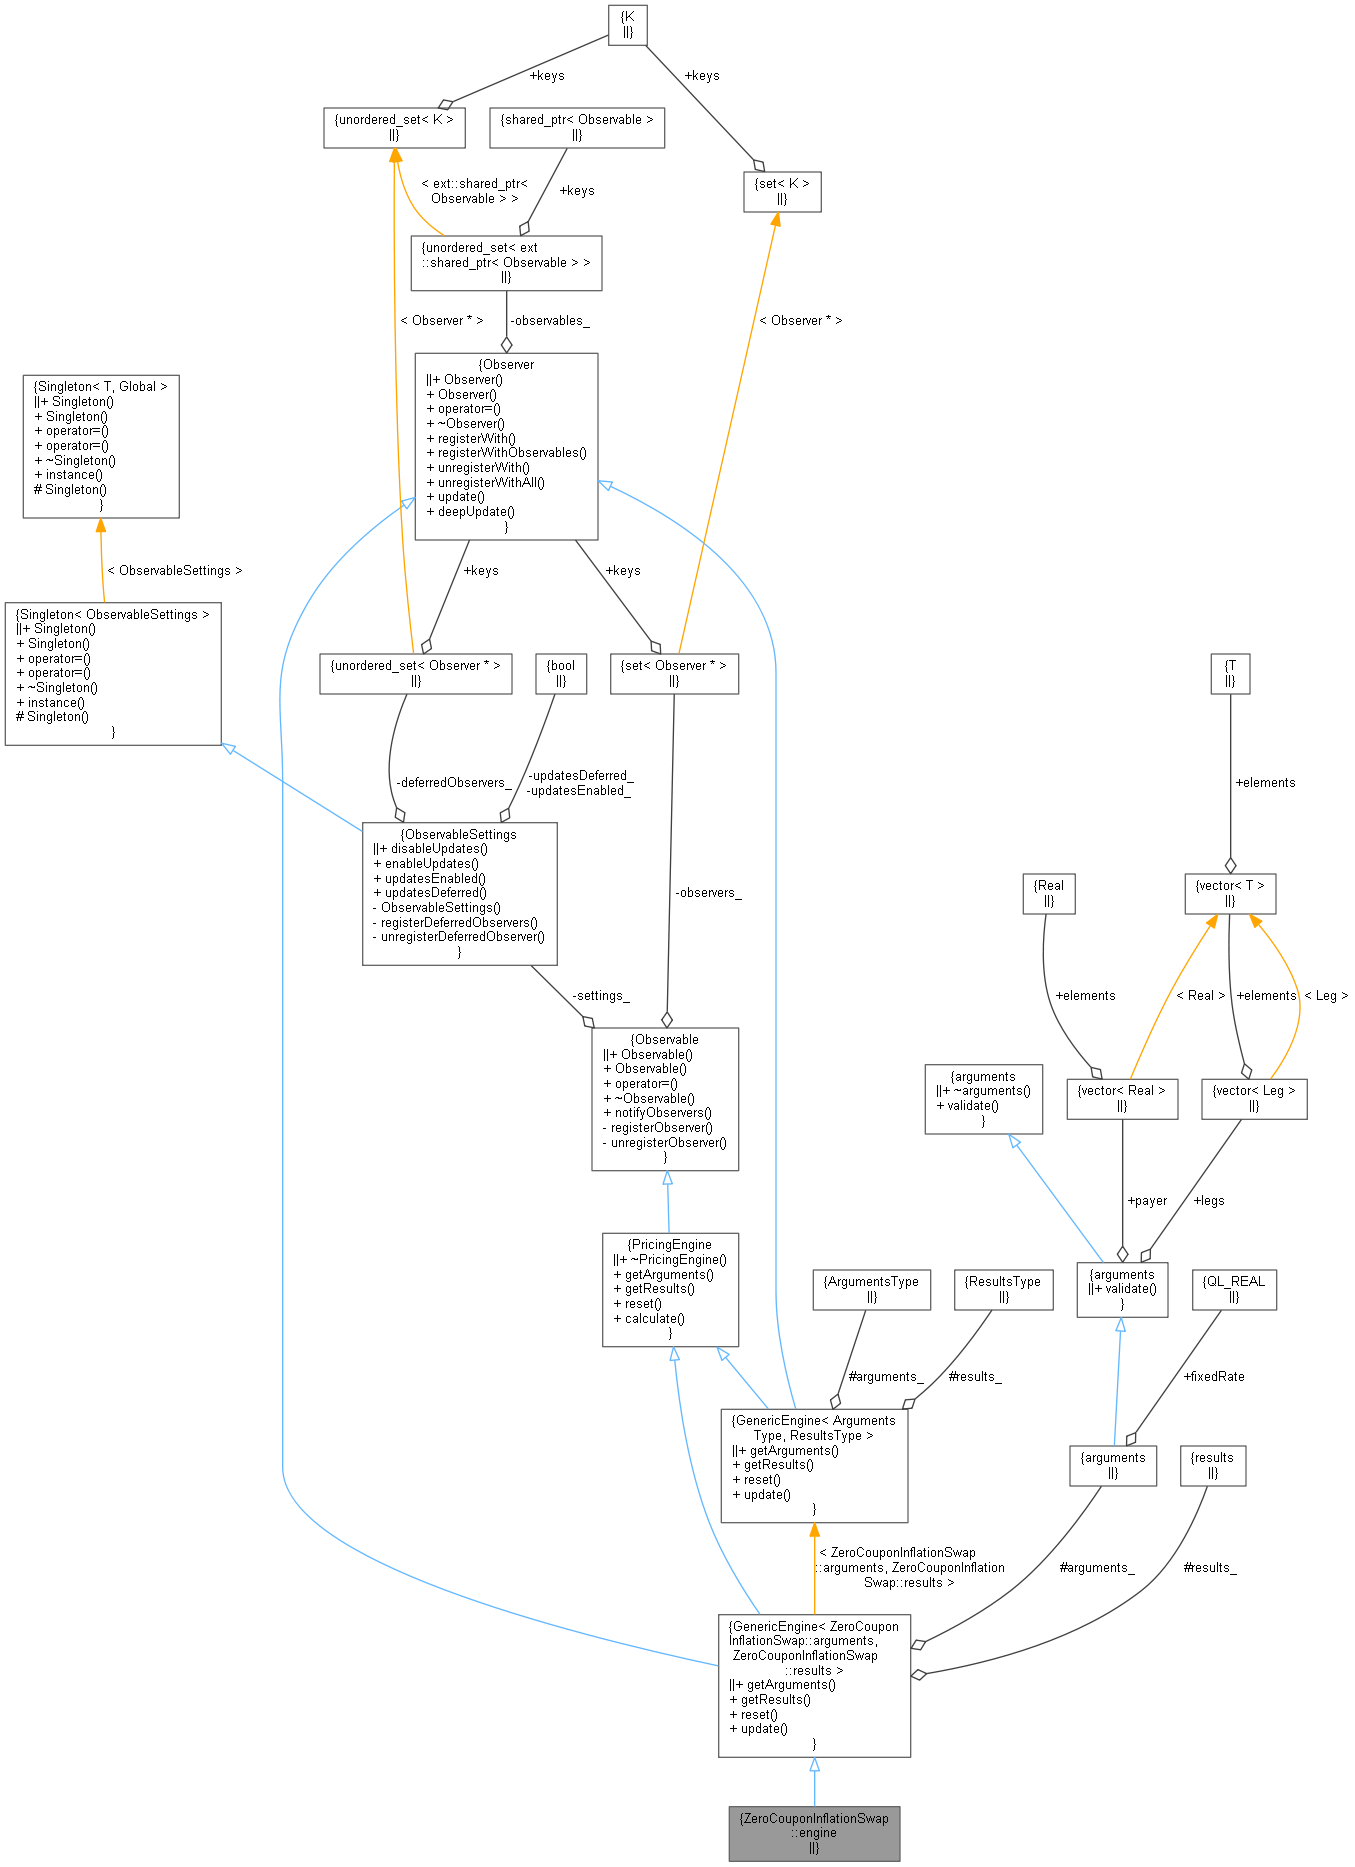 {K
||}
+keys
+keys
{unordered_set< K >
||}
{shared_ptr< Observable >
||}
{set< K >
||}
< ext::shared_ptr<
Observable > >
+keys
{unordered_set< ext
::shared_ptr< Observable > >
||}
< Observer * >
-observables_
< Observer * >
{Observer
||+ Observer()
+ Observer()
+ operator=()
+ ~Observer()
+ registerWith()
+ registerWithObservables()
+ unregisterWith()
+ unregisterWithAll()
+ update()
+ deepUpdate()
}
{Singleton< T, Global >
||+ Singleton()
+ Singleton()
+ operator=()
+ operator=()
+ ~Singleton()
+ instance()
# Singleton()
}
< ObservableSettings >
+keys
+keys
{Singleton< ObservableSettings >
||+ Singleton()
+ Singleton()
+ operator=()
+ operator=()
+ ~Singleton()
+ instance()
# Singleton()
}
{unordered_set< Observer * >
||}
{bool
||}
{set< Observer * >
||}
{T
||}
-deferredObservers_
-updatesDeferred_
-updatesEnabled_
+elements
{ObservableSettings
||+ disableUpdates()
+ enableUpdates()
+ updatesEnabled()
+ updatesDeferred()
- ObservableSettings()
- registerDeferredObservers()
- unregisterDeferredObserver()
}
-observers_
{Real
||}
{vector< T >
||}
-settings_
+elements
< Real >
+elements
< Leg >
{Observable
||+ Observable()
+ Observable()
+ operator=()
+ ~Observable()
+ notifyObservers()
- registerObserver()
- unregisterObserver()
}
{arguments
||+ ~arguments()
+ validate()
}
{vector< Real >
||}
{vector< Leg >
||}
+payer
+legs
{PricingEngine
||+ ~PricingEngine()
+ getArguments()
+ getResults()
+ reset()
+ calculate()
}
{ArgumentsType
||}
{ResultsType
||}
{arguments
||+ validate()
}
{QL_REAL
||}
#arguments_
#results_
+fixedRate
{GenericEngine< Arguments
Type, ResultsType >
||+ getArguments()
+ getResults()
+ reset()
+ update()
}
{arguments
||}
{results
||}
< ZeroCouponInflationSwap
::arguments, ZeroCouponInflation
Swap::results >
#arguments_
#results_
{GenericEngine< ZeroCoupon
InflationSwap::arguments,
ZeroCouponInflationSwap
::results >
||+ getArguments()
+ getResults()
+ reset()
+ update()
}
{ZeroCouponInflationSwap
::engine
||}